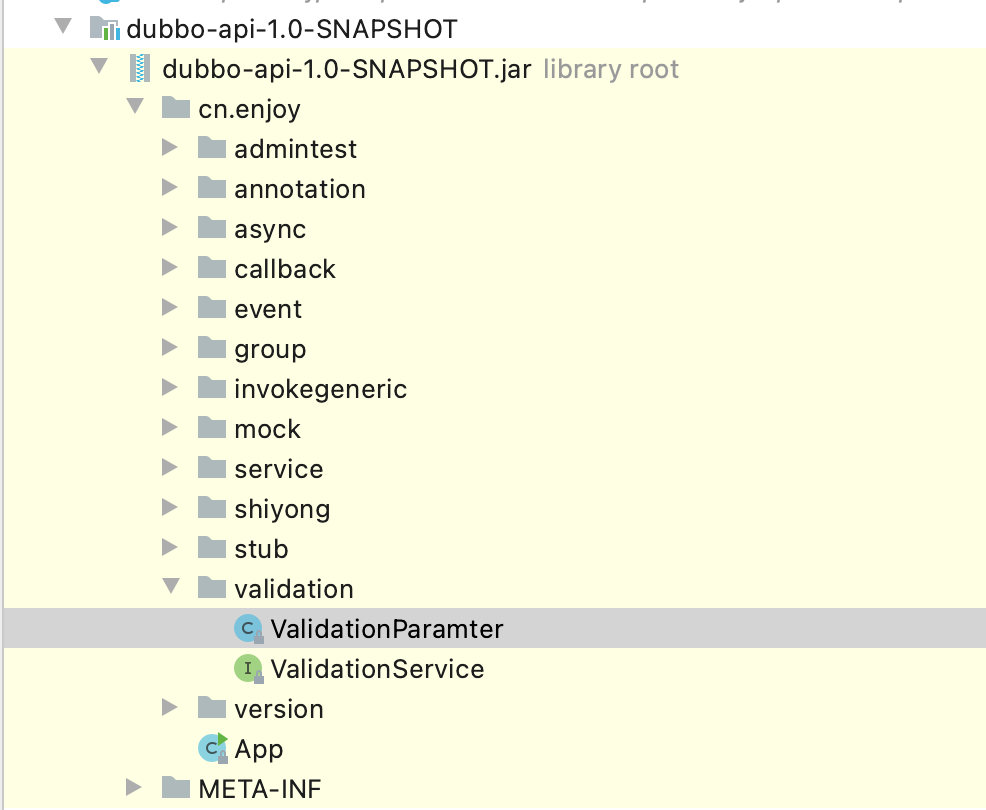 dubbo-api-1.0-SNAPSHOT
dubbo-api-1.0-SNAPSHOT.jar library root
cn.enjoy
admintest
annotation
async
callback
event
group
invokegeneric
mock
service
shiyong
stub
validation
C ValidationParamter
I ValidationService
version
C App
META-INF